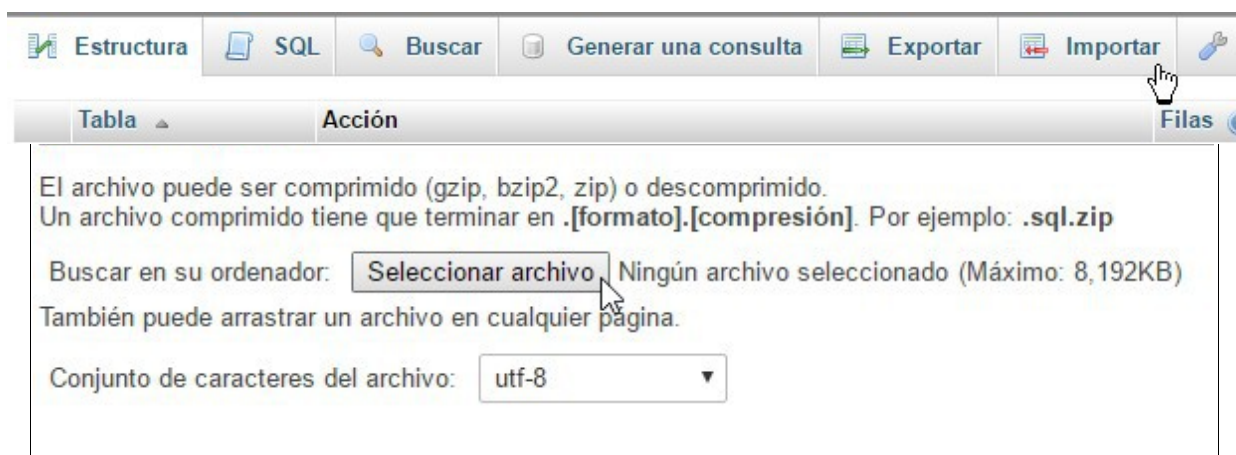 Estructura SQL Buscar Generar una consulta Exportar Importar
Tabla Acción Filas
El archivo puede ser comprimido (gzip, bzip2, zip) o descomprimido.
Un archivo comprimido tiene que terminar en .[formato].[compresión]. Por ejemplo: .sql.zip
Buscar en su ordenador: Seleccionar archivo Ningún archivo seleccionado (Máximo: 8,192KB)
También puede arrastrar un archivo en cualquier página.
Conjunto de caracteres del archivo: utf-8